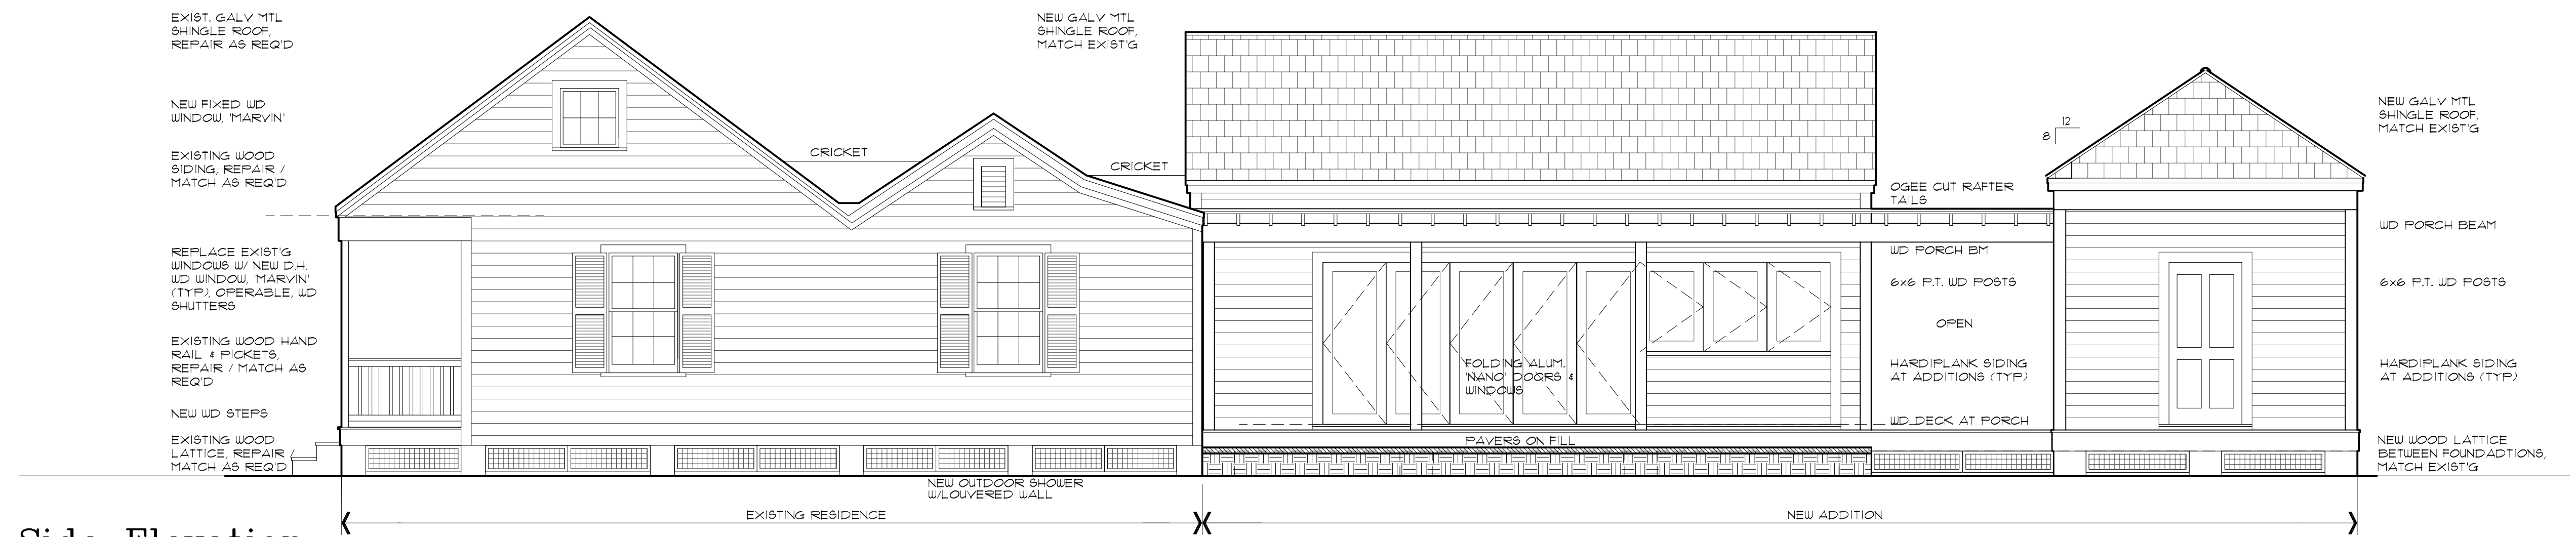 EXIST. GALV MTL
SHINGLE ROOF,
REPAIR AS REQ'D
NEW FIXED WD
WINDOW, 'MARVIN'
EXISTING WOOD
SIDING, REPAIR /
MATCH AS REQ'D
REPLACE EXIST'G
WINDOWS W/ NEW D.H.
WD WINDOW, 'MARVIN'
(TYP), OPERABLE, WD
SHUTTERS
EXISTING WOOD HAND
RAIL & PICKETS,
REPAIR / MATCH AS
REQ'D
NEW WD STEPS
EXISTING WOOD
LATTICE, REPAIR /
MATCH AS REQ'D
CRICKET
NEW GALV MTL
SHINGLE ROOF,
MATCH EXIST'G
CRICKET
FOLDING ALUM.
'NANO' DOORS &
WINDOWS
PAVERS ON FILL
NEW OUTDOOR SHOWER
W/LOUVERED WALL
OGEE CUT RAFTER
TAILS
WD PORCH BM
6x6 P.T. WD POSTS
OPEN
HARDIPLANK SIDING
AT ADDITIONS (TYP)
WD DECK AT PORCH
12
8
NEW GALV MTL
SHINGLE ROOF,
MATCH EXIST'G
WD PORCH BEAM
6x6 P.T. WD POSTS
HARDIPLANK SIDING
AT ADDITIONS (TYP)
NEW WOOD LATTICE
BETWEEN FOUNDADTIONS,
MATCH EXIST'G
EXISTING RESIDENCE
NEW ADDITION
Side Elevation